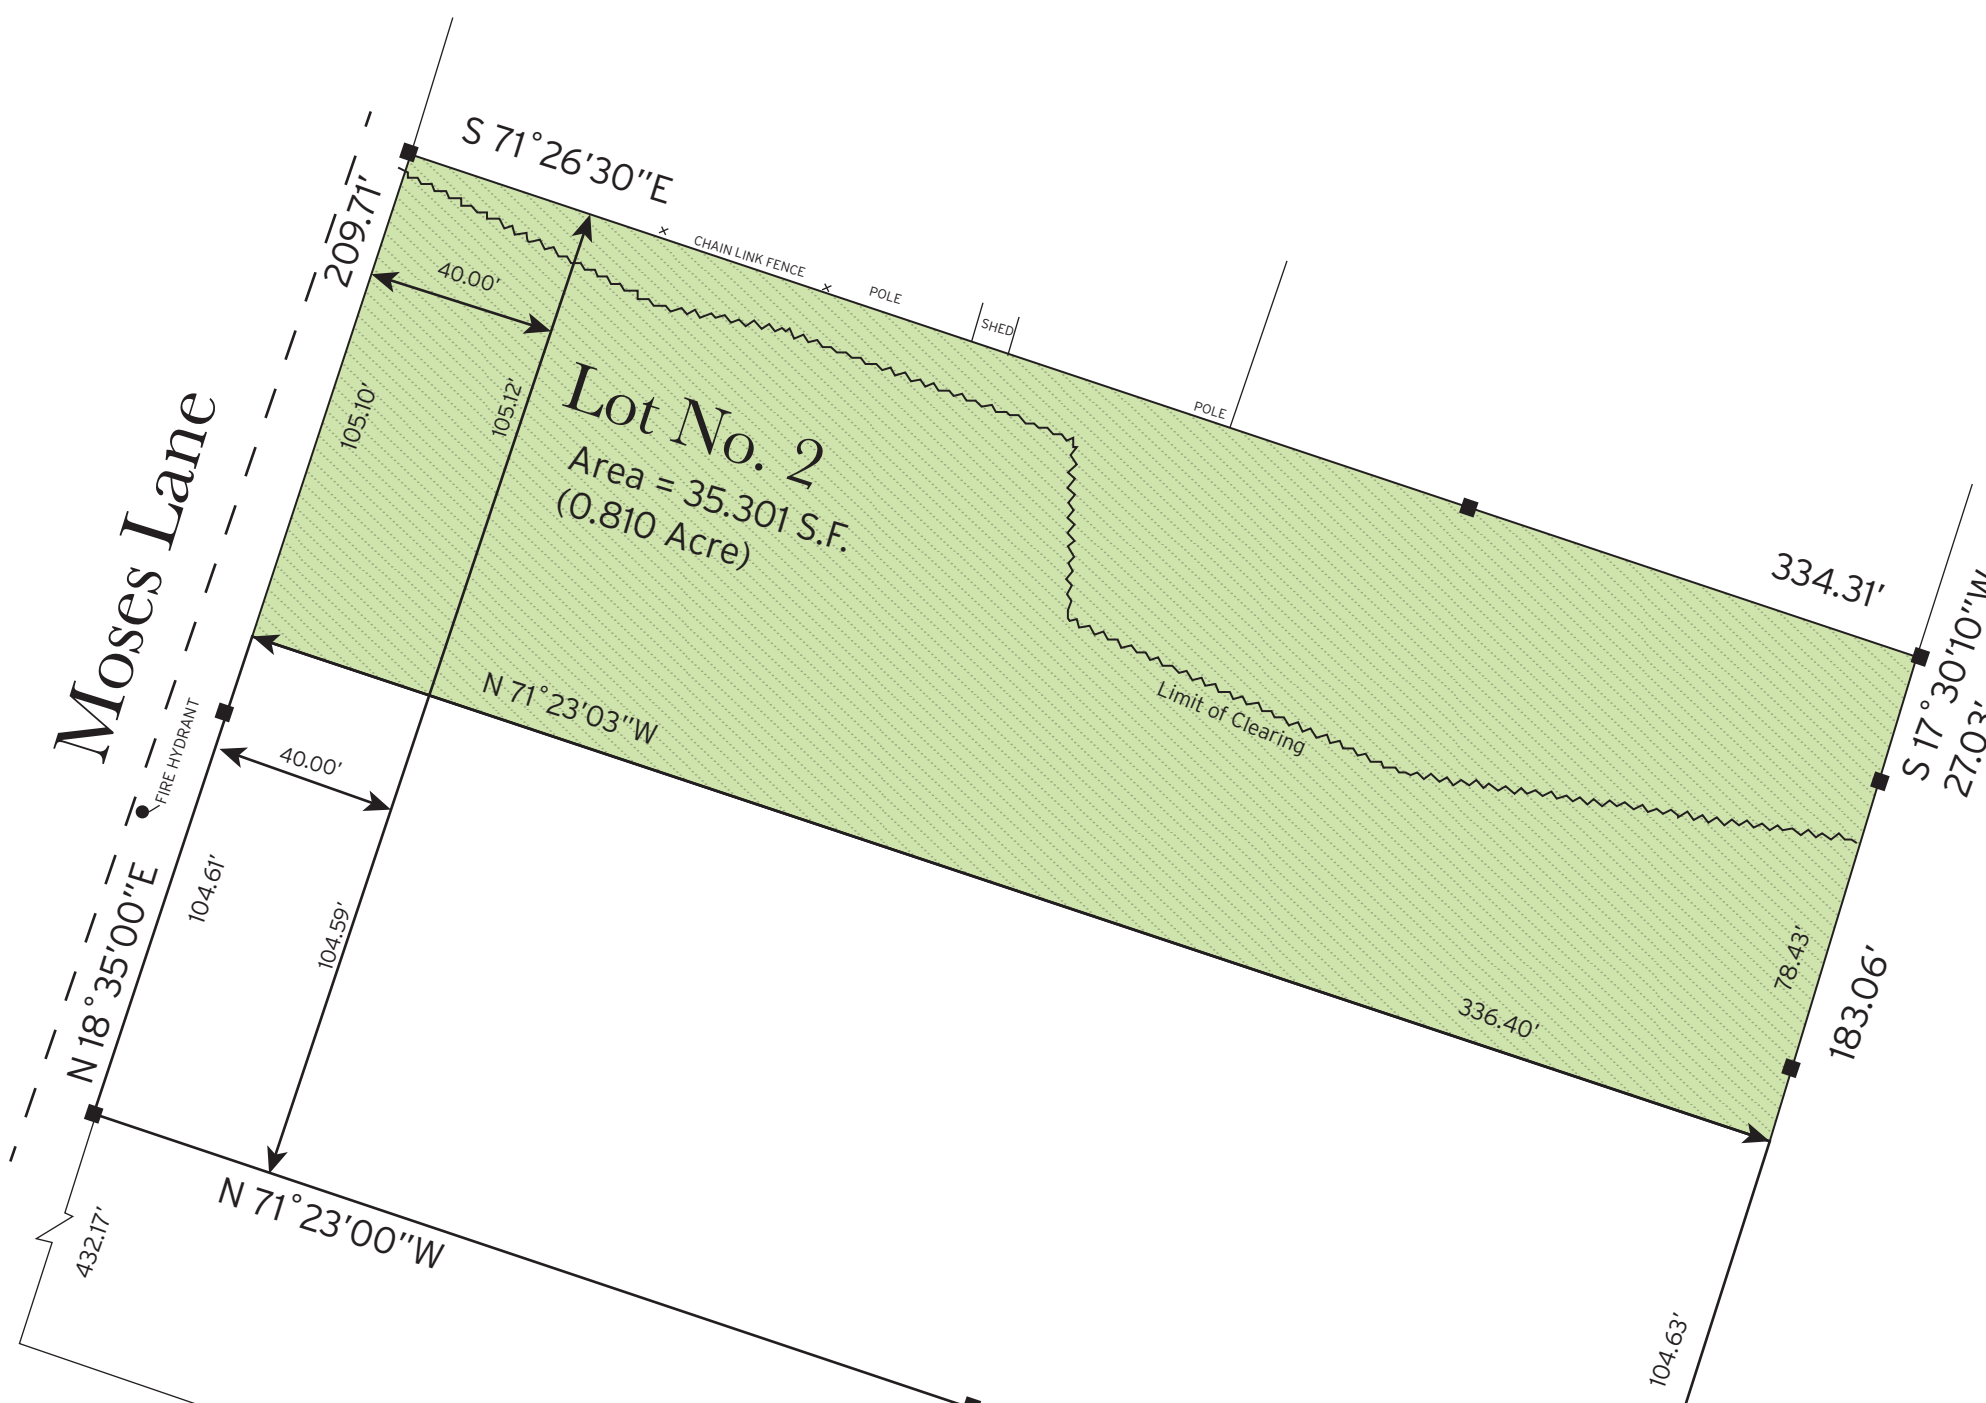 S 71°26'30"E
209.71'
CHAIN LINK FENCE
POLE
SHED
40.00'
105.10'
105.12'
Lot No. 2
Area = 35.301 S.F.
(0.810 Acre)
POLE
334.31'
S 17°30'10"W
27.03'
Moses Lane
FIRE HYDRANT
N 71°23'03"W
Limit of Clearing
40.00'
104.61'
104.59'
78.43'
183.06'
336.40'
N 18°35'00"E
N 71°23'00"W
432.17'
104.63'